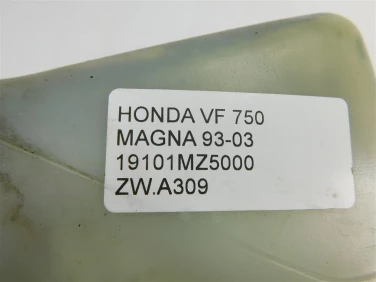 HONDA VF 750
MAGNA 93-03
19101MZ5000
ZW.A309